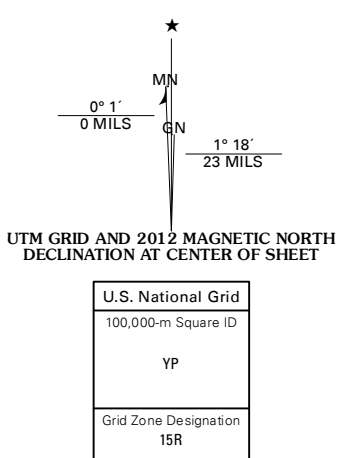 ★
MN
0° 1´
0 MILS
GN
1° 18´
23 MILS
UTM GRID AND 2012 MAGNETIC NORTH
DECLINATION AT CENTER OF SHEET
U.S. National Grid
100,000-m Square ID
YP
Grid Zone Designation
15R